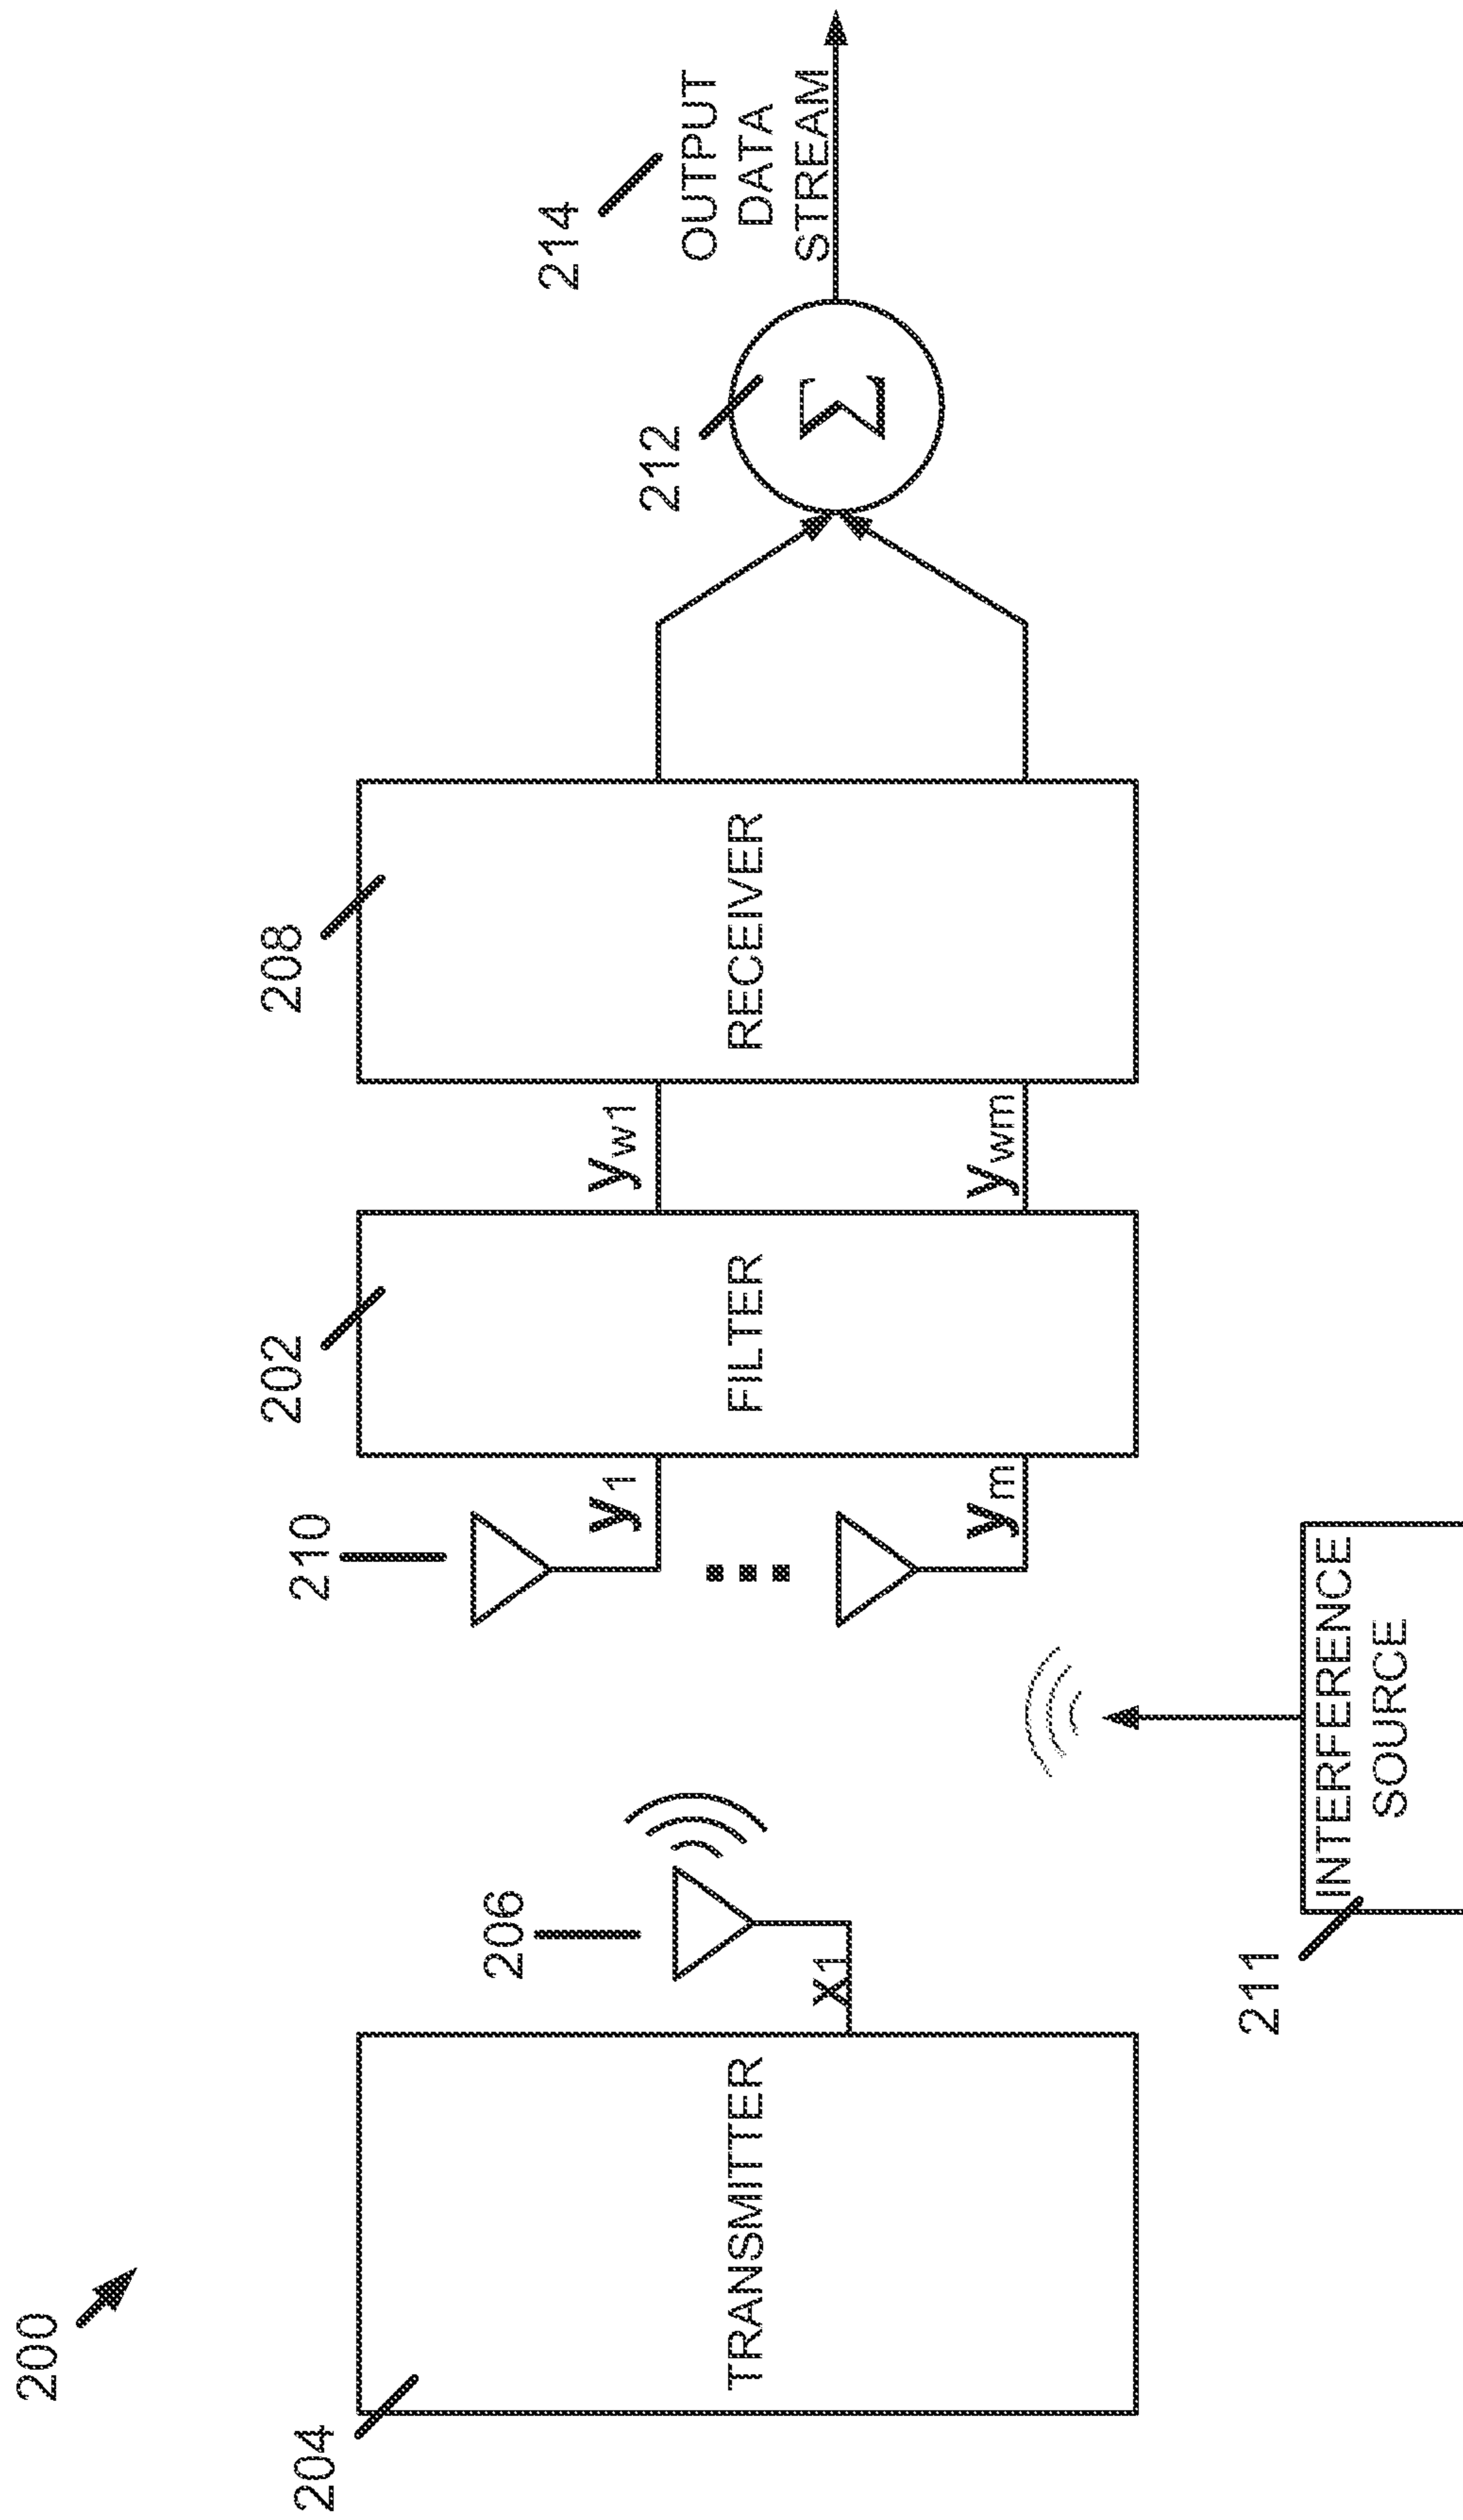 200
204
TRANSMITTER
x1
206
211
INTERFERENCE
SOURCE
210
y1
ym
202
FILTER
yw1
ywm
208
RECEIVER
212
Σ
214
OUTPUT
DATA
STREAM